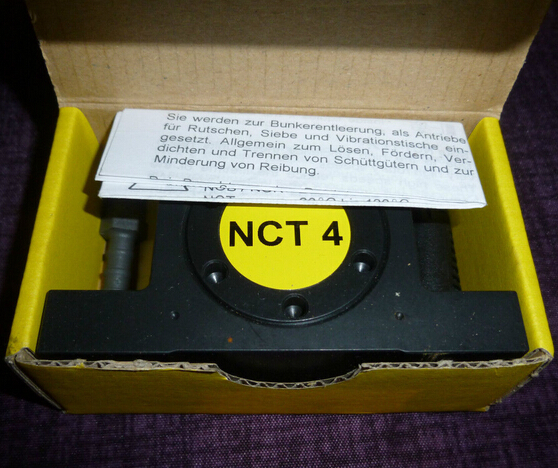 Sie werden zur Bunkerentleerung, als Antriebe
für Rutschen, Siebe und Vibrationstische ein-
gesetzt. Allgemein zum Lösen, Fördern, Ver-
dichten und Trennen von Schüttgütern und zur
Minderung von Reibung.
NCT 4